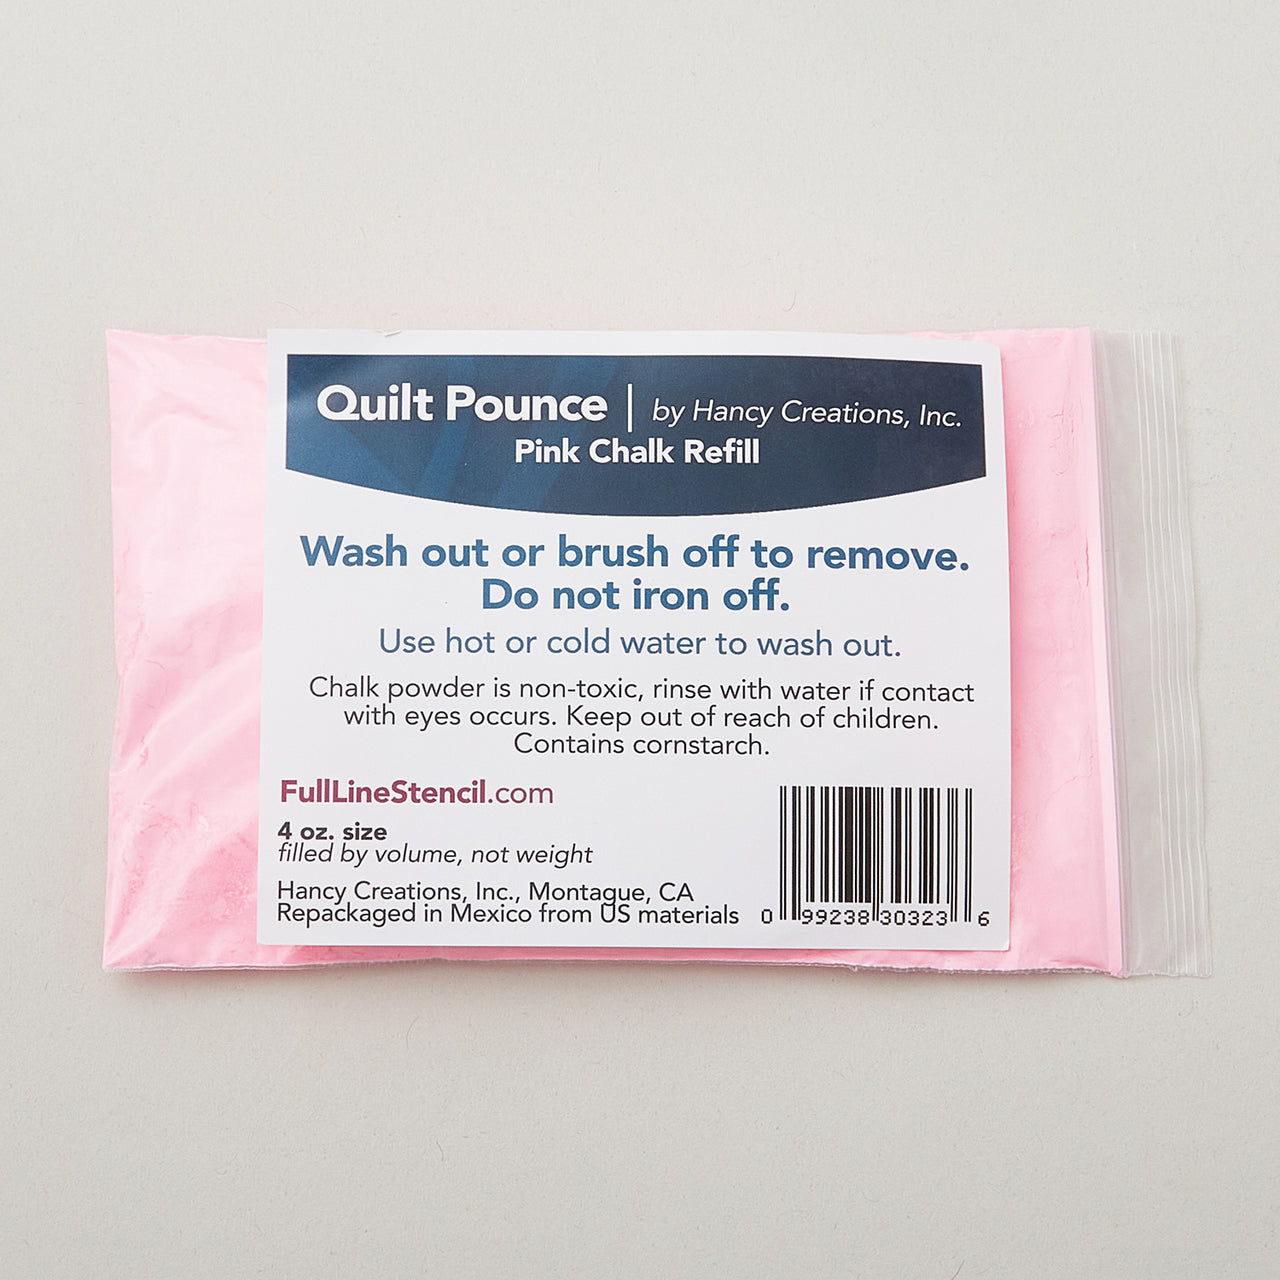 Quilt Pounce | by Hancy Creations, Inc.
Pink Chalk Refill
Wash out or brush off to remove.
Do not iron off.
Use hot or cold water to wash out.
Chalk powder is non-toxic, rinse with water if contact
with eyes occurs. Keep out of reach of children.
Contains cornstarch.
FullLineStencil.com
4 oz. size
filled by volume, not weight
Hancy Creations, Inc., Montague, CA
Repackaged in Mexico from US materials
0 99238 30323 6